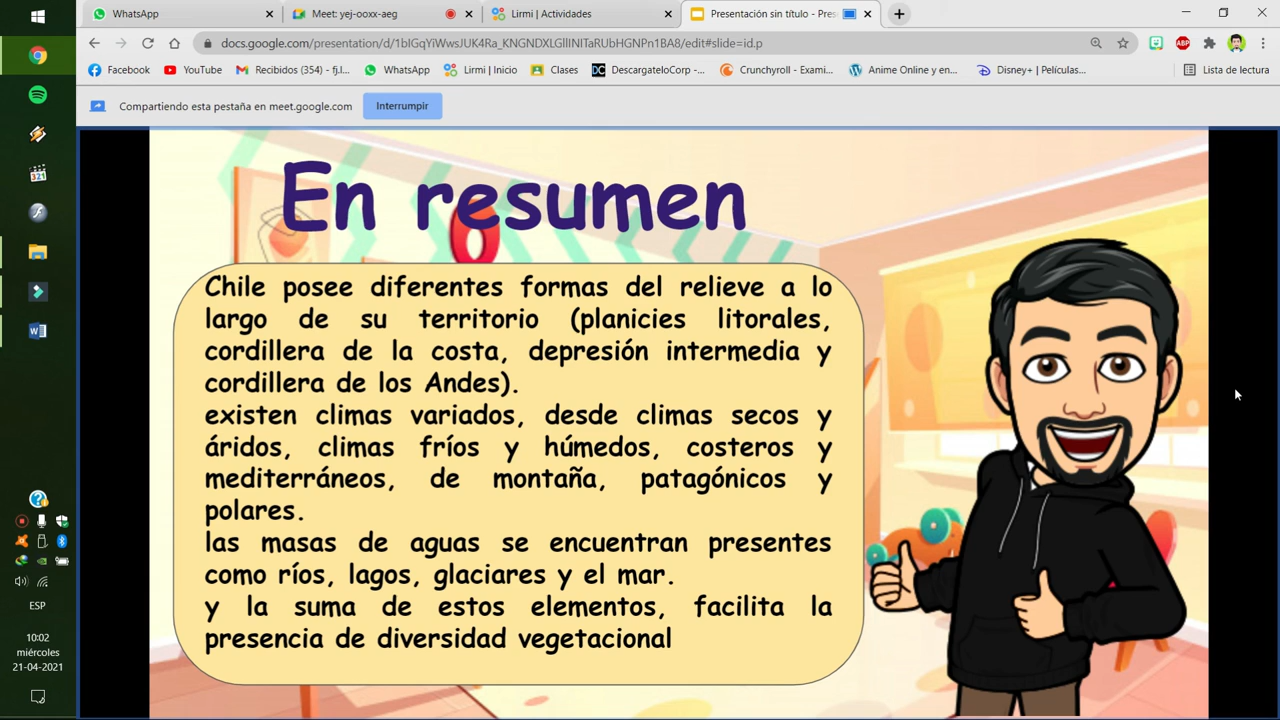 WhatsApp
Meet: yej-ooxx-aeg
Lirmi | Actividades
Presentación sin título - Pres
docs.google.com/presentation/d/
/edit#slide=id.p
Facebook
YouTube
Recibidos (354) - fj.l...
WhatsApp
Lirmi | Inicio
Clases
DescargateloCorp -...
Crunchyroll - Exami...
Anime Online y en...
Disney+ | Películas...
Lista de lectura
Compartiendo esta pestaña en meet.google.com
Interrumpir
En resumen
Chile posee diferentes formas del relieve a lo
largo de su territorio (planicies litorales,
cordillera de la costa, depresión intermedia y
cordillera de los Andes).
existen climas variados, desde climas secos y
áridos, climas fríos y húmedos, costeros y
mediterráneos, de montaña, patagónicos y
polares.
las masas de aguas se encuentran presentes
como ríos, lagos, glaciares y el mar.
y la suma de estos elementos, facilita la
presencia de diversidad vegetacional
ESP
10:02
miércoles
21-04-2021